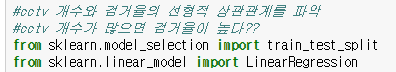 #cctv 개수와 검거율의 선형적 상관관계를 파악
#cctv 개수가 많으면 검거율이 높다??
from sklearn.model_selection import train_test_split
from sklearn.linear_model import LinearRegression